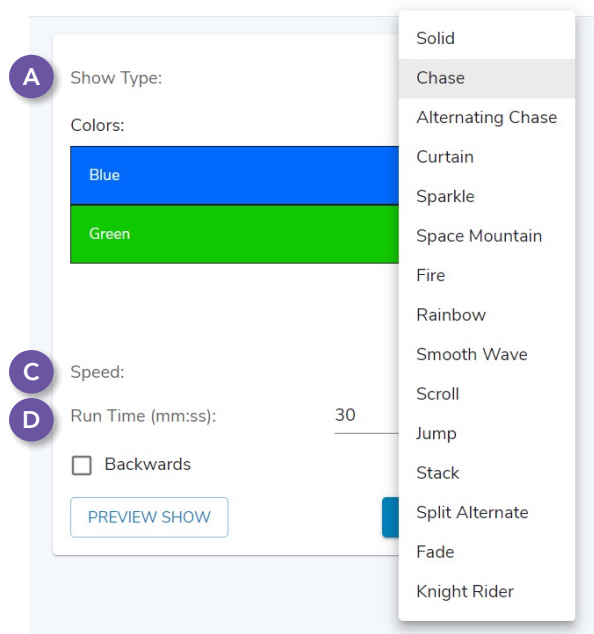 A
Show Type:
Colors:
Blue
Green
C
Speed:
D
Run Time (mm:ss):
30
Backwards
PREVIEW SHOW
Solid
Chase
Alternating Chase
Curtain
Sparkle
Space Mountain
Fire
Rainbow
Smooth Wave
Scroll
Jump
Stack
Split Alternate
Fade
Knight Rider